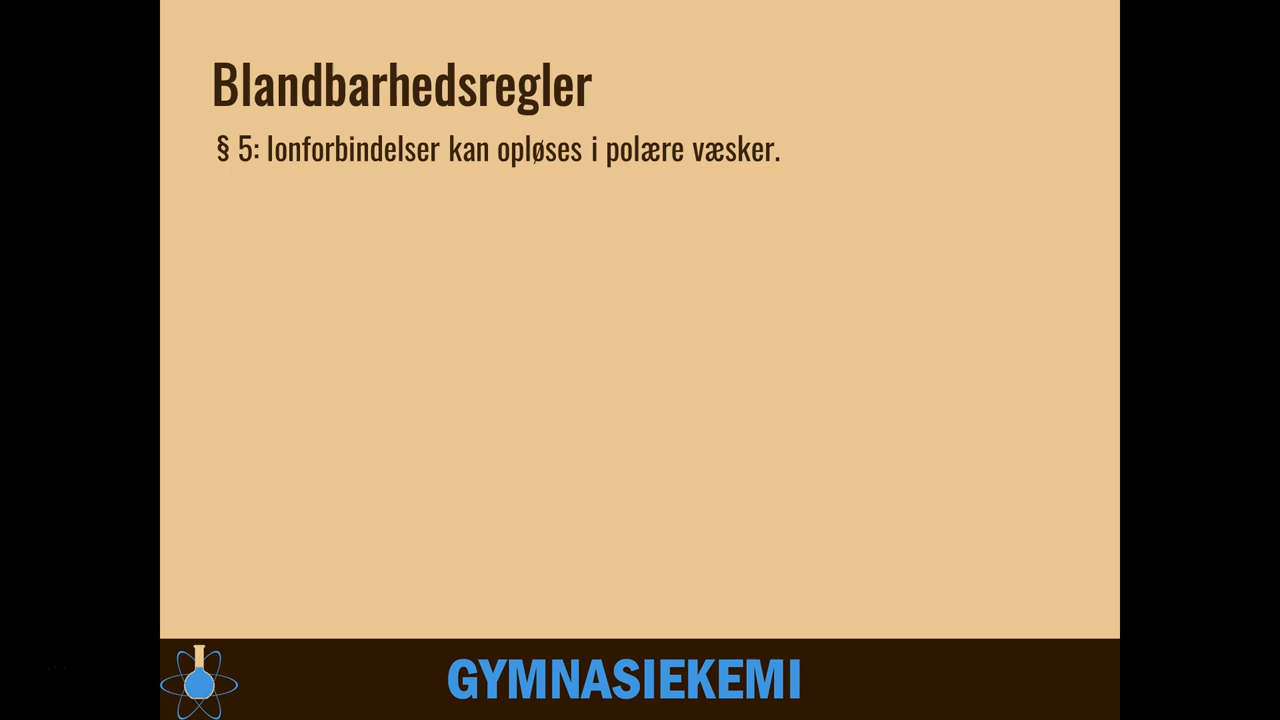 Blandbarhedsregler
§ 5: Ionforbindelser kan opløses i polære væsker.
GYMNASIEKEMI